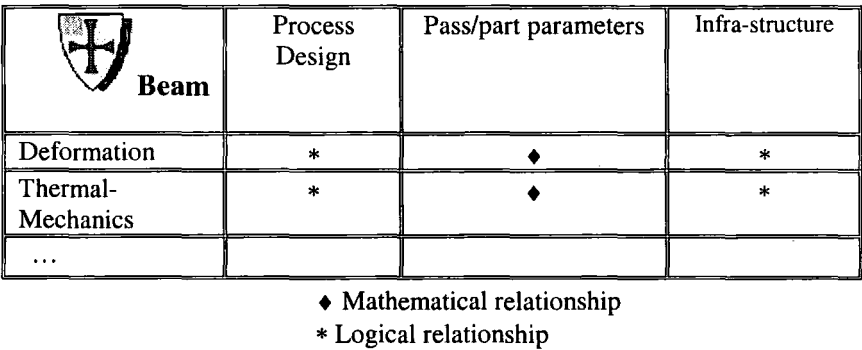 Beam
Process
Design
Pass/part parameters
Infra-structure
Deformation * ♦ *
Thermal-
Mechanics
* ♦ *
...
♦ Mathematical relationship
* Logical relationship